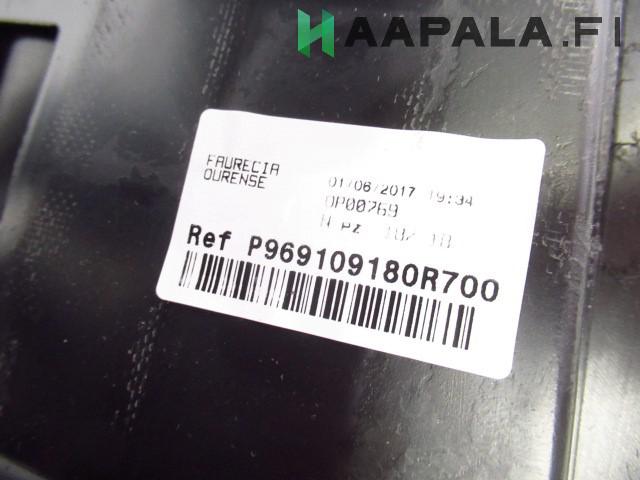 HAAPALA.FI
FAURECIA
OURENSE
01/06/2017 19:34
OP00269
Ref P969109180R700